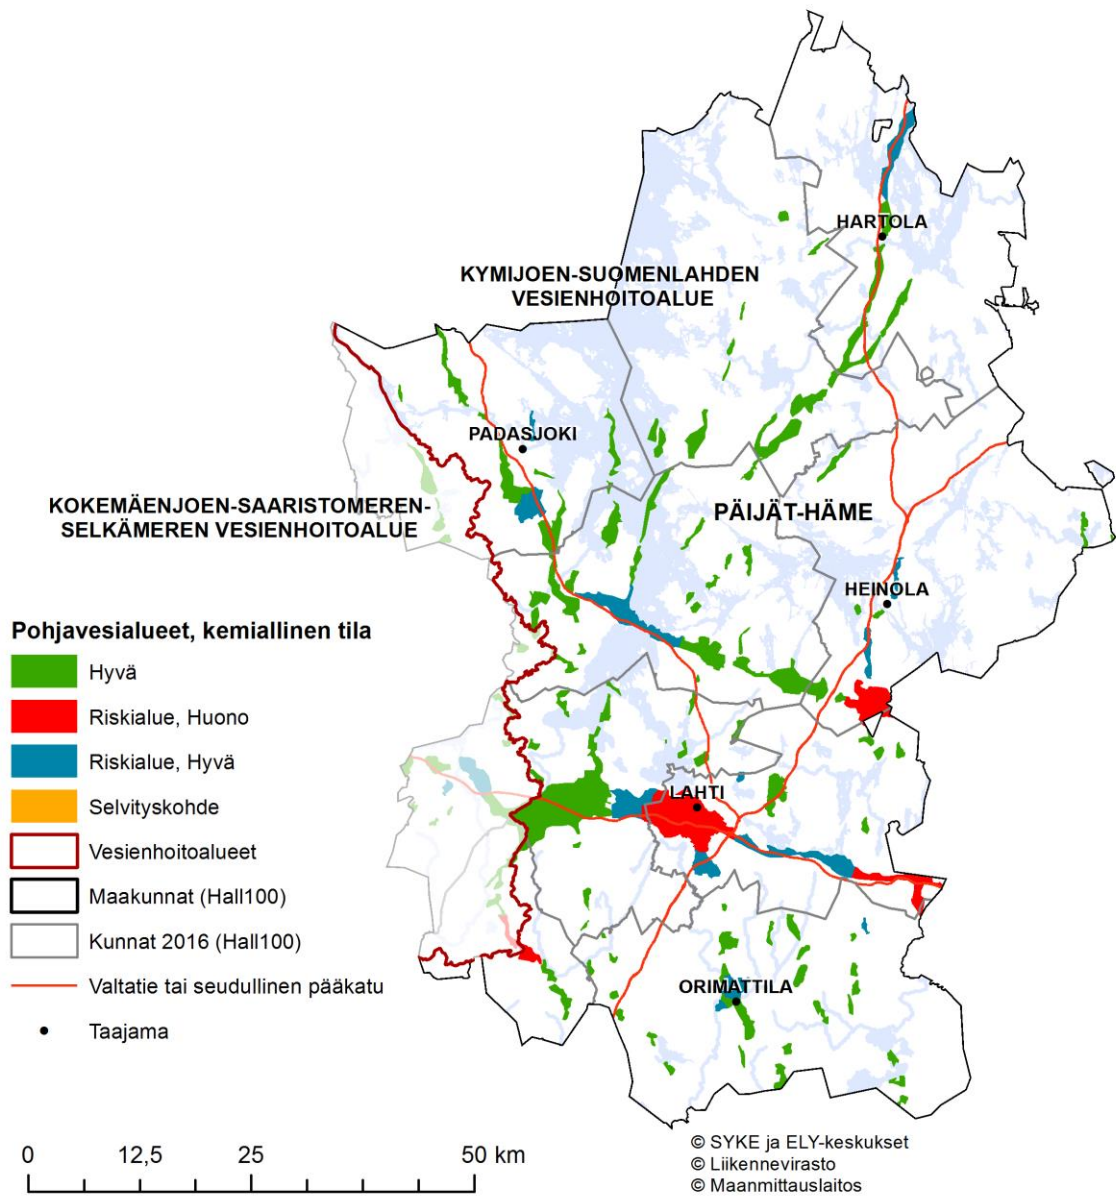 HARTOLA
KYMIJOEN-SUOMENLAHDEN
VESIENHOITOALUE
PADASJOKI
KOKEMÄENJOEN-SAARISTOMEREN-
SELKÄMEREN VESIENHOITOALUE
PÄIJÄT-HÄME
HEINOLA
LAHTI
ORIMATTILA
Pohjavesialueet, kemiallinen tila
Hyvä
Riskialue, Huono
Riskialue, Hyvä
Selvityskohde
Vesienhoitoalueet
Maakunnat (Hall100)
Kunnat 2016 (Hall100)
Valtatie tai seudullinen pääkatu
Taajama
0 12,5 25 50 km
© SYKE ja ELY-keskukset
© Liikennevirasto
© Maanmittauslaitos